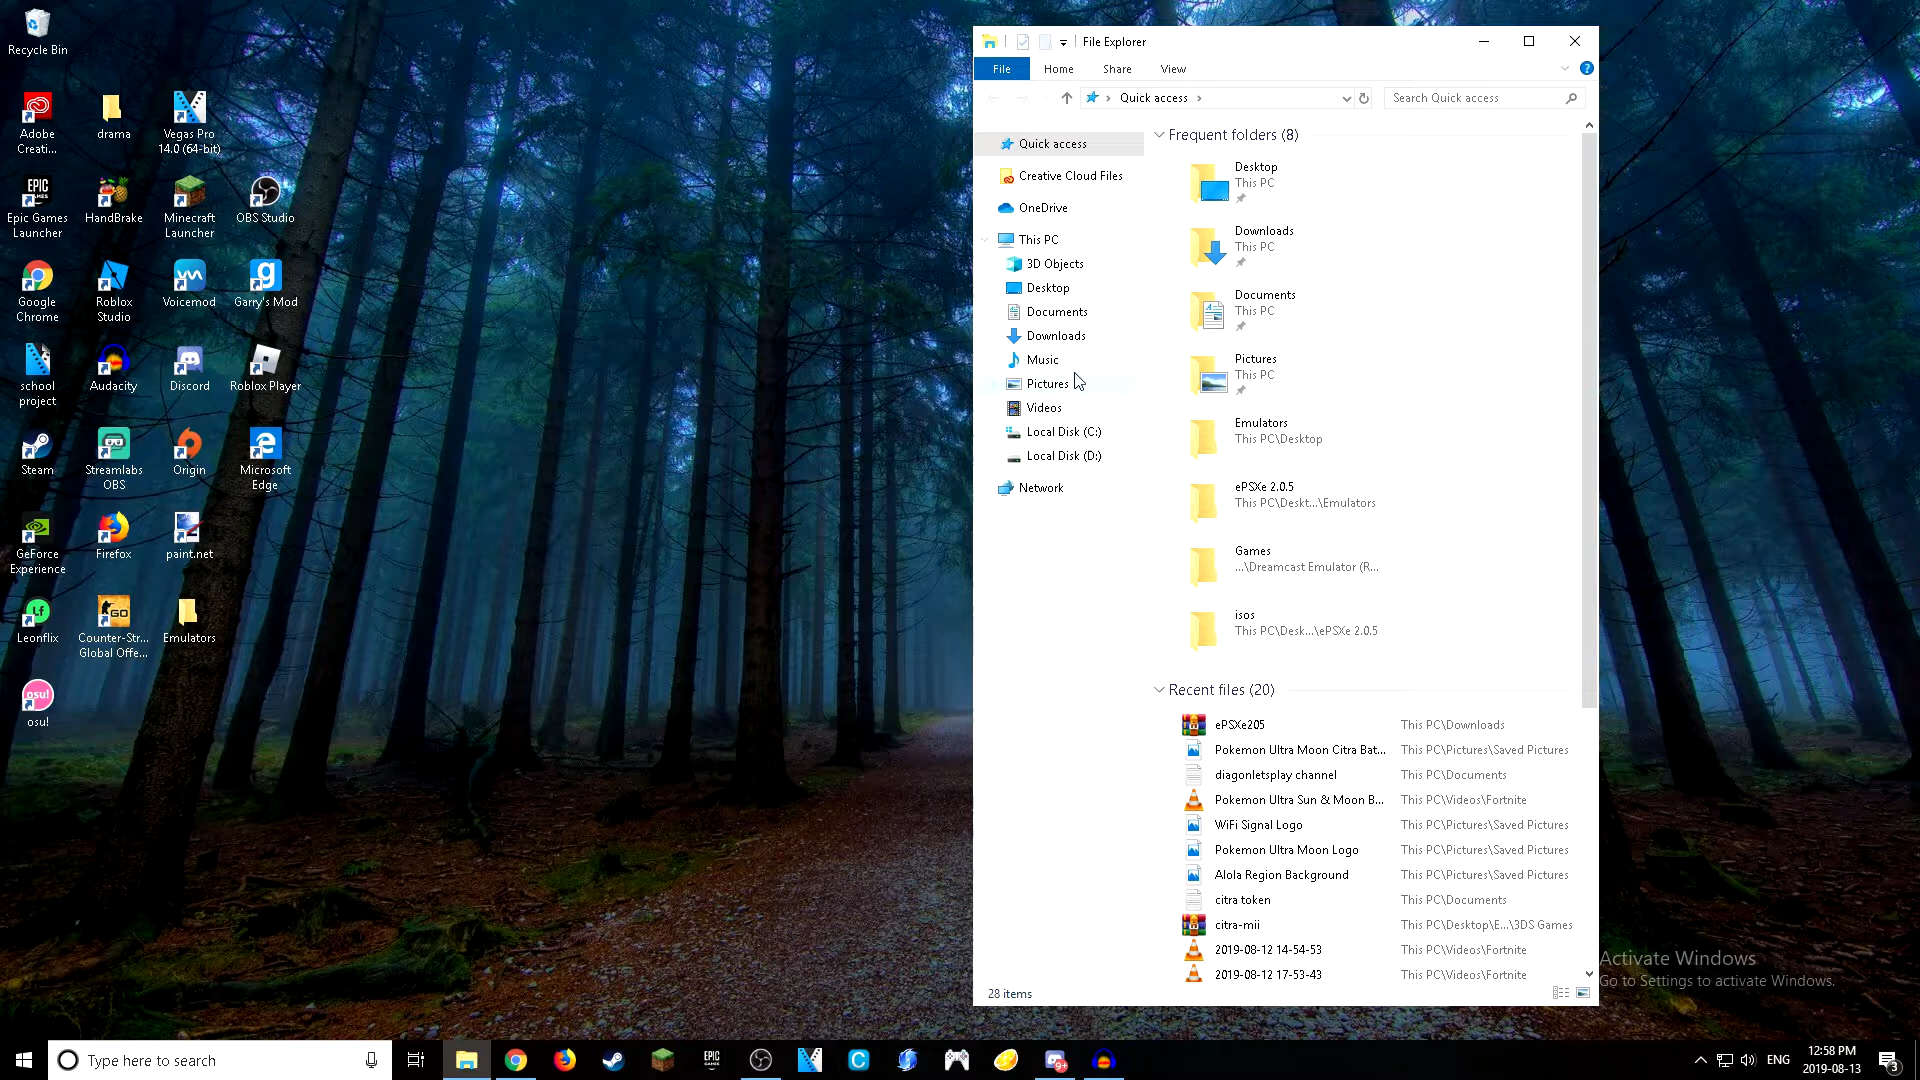 Recycle Bin
Adobe
Creati...
drama
Vegas Pro
14.0 (64-bit)
EPIC
GAMES
Epic Games
Launcher
HandBrake
Minecraft
Launcher
OBS Studio
Google
Chrome
Roblox
Studio
Voicemod
Garry's Mod
school
project
Audacity
Discord
Roblox Player
Steam
Streamlabs
OBS
Origin
Microsoft
Edge
GeForce
Experience
Firefox
paint.net
Lf
Leonflix
GO
Counter-Str...
Global Offe...
Emulators
osu!
osu!
File Explorer
File
Home
Share
View
Quick access
Search Quick access
Quick access
Creative Cloud Files
OneDrive
This PC
3D Objects
Desktop
Documents
Downloads
Music
Pictures
Videos
Local Disk (C:)
Local Disk (D:)
Network
Frequent folders (8)
Desktop
This PC
Downloads
This PC
Documents
This PC
Pictures
This PC
Emulators
This PC\Desktop
ePSXe 2.0.5
This PC\Deskt...\Emulators
Games
...\Dreamcast Emulator (R...
isos
This PC\Desk...\ePSXe 2.0.5
Recent files (20)
ePSXe205 This PC\Downloads
Pokemon Ultra Moon Citra Bat... This PC\Pictures\Saved Pictures
diagonletsplay channel This PC\Documents
Pokemon Ultra Sun & Moon B... This PC\Videos\Fortnite
WiFi Signal Logo This PC\Pictures\Saved Pictures
Pokemon Ultra Moon Logo This PC\Pictures\Saved Pictures
Alola Region Background This PC\Pictures\Saved Pictures
citra token This PC\Documents
citra-mii This PC\Desktop\E...\3DS Games
2019-08-12 14-54-53 This PC\Videos\Fortnite
2019-08-12 17-53-43 This PC\Videos\Fortnite
28 items
Activate Windows
Go to Settings to activate Windows.
Type here to search
EPIC
GAMES
9+
ENG
12:58 PM
2019-08-13
3